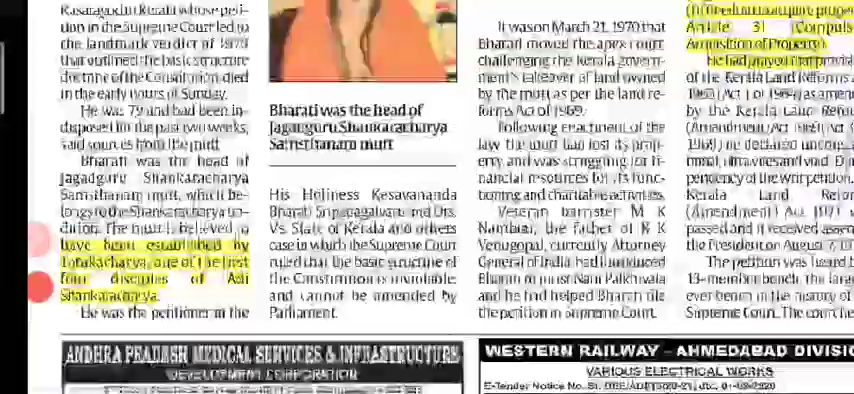 Kasaragod in Kerala whose peti-
tion in the Supreme Court led to
the landmark verdict of 1973
that outlined the basic structure
doctrine of the Constitution died
in the early hours of Sunday.
He was 79 and had been in-
disposed for the past two weeks,
said sources from the mutt.
Bharati was the head of
Jagadguru Shankaracharya
Samsthanam mutt, which be-
longs to the Shankaracharya tra-
dition. The mutt is believed to
have been established by
Totakacharya, one of the first
four disciples of Adi
Shankaracharya.
He was the petitioner in the
Bharati was the head of
Jagadguru Shankaracharya
Samsthanam mutt
His Holiness Kesavananda
Bharati Sripadagalvaru and Ors.
Vs. State of Kerala and others
case in which the Supreme Court
ruled that the basic structure of
the Constitution is inviolable
and cannot be amended by
Parliament.
It was on March 21, 1970 that
Bharati moved the apex court
challenging the Kerala govern-
ment's takeover of land owned
by the mutt as per the land re-
forms Act of 1969.
Following enactment of the
law the mutt had lost its prop-
erty and was struggling for fi-
nancial resources for its func-
tioning and charitable activities.
Veteran barrister M K
Nambiar, the father of K K
Venugopal, currently Attorney
General of India had introduced
Bharati to jurist Nani Palkhivala
and he had helped Bharati file
the petition in Supreme Court.
Article 31 (Compuls
Acquisition of Property).
He had prayed that provisi
of the Kerala Land Reforms A
by the Kerala Land Refor
(Amendment) Act
be declared uncons
pendency of the writ petition,
Kerala Land Refor
(Amendment) Act 1971 w
passed and it received assen
the President on August 7, 1
The petition was heard b
13-member bench, the larg
ever bench in the history of
Supreme Court. The court he
ANDHRA PRADESH MEDICAL SERVICES & INFRASTRUCTURE
DEVELOPMENT CORPORATION
WESTERN RAILWAY - AHMEDABAD DIVISIO
VARIOUS ELECTRICAL WORKS
E-Tender Notice No.